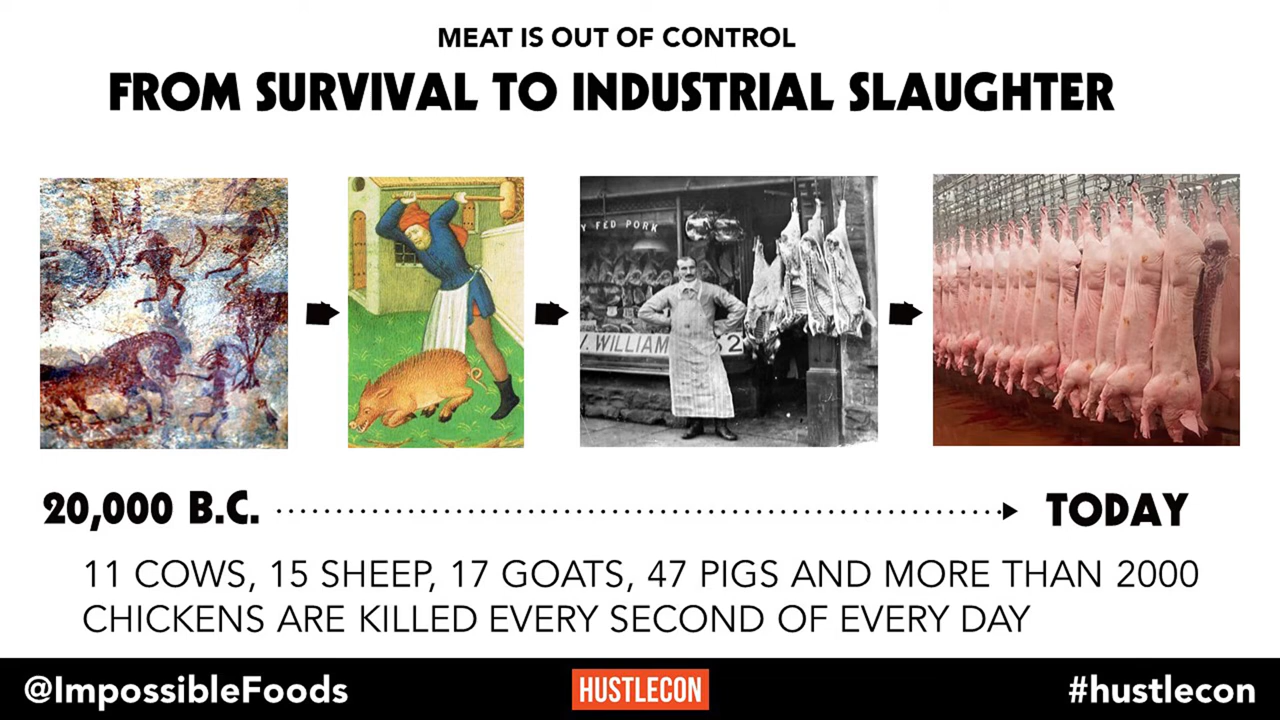 MEAT IS OUT OF CONTROL
FROM SURVIVAL TO INDUSTRIAL SLAUGHTER
Y FED PORK
. WILLIAM
2
20,000 B.C.
TODAY
11 COWS, 15 SHEEP, 17 GOATS, 47 PIGS AND MORE THAN 2000
CHICKENS ARE KILLED EVERY SECOND OF EVERY DAY
@ImpossibleFoods
HUSTLECON
#hustlecon